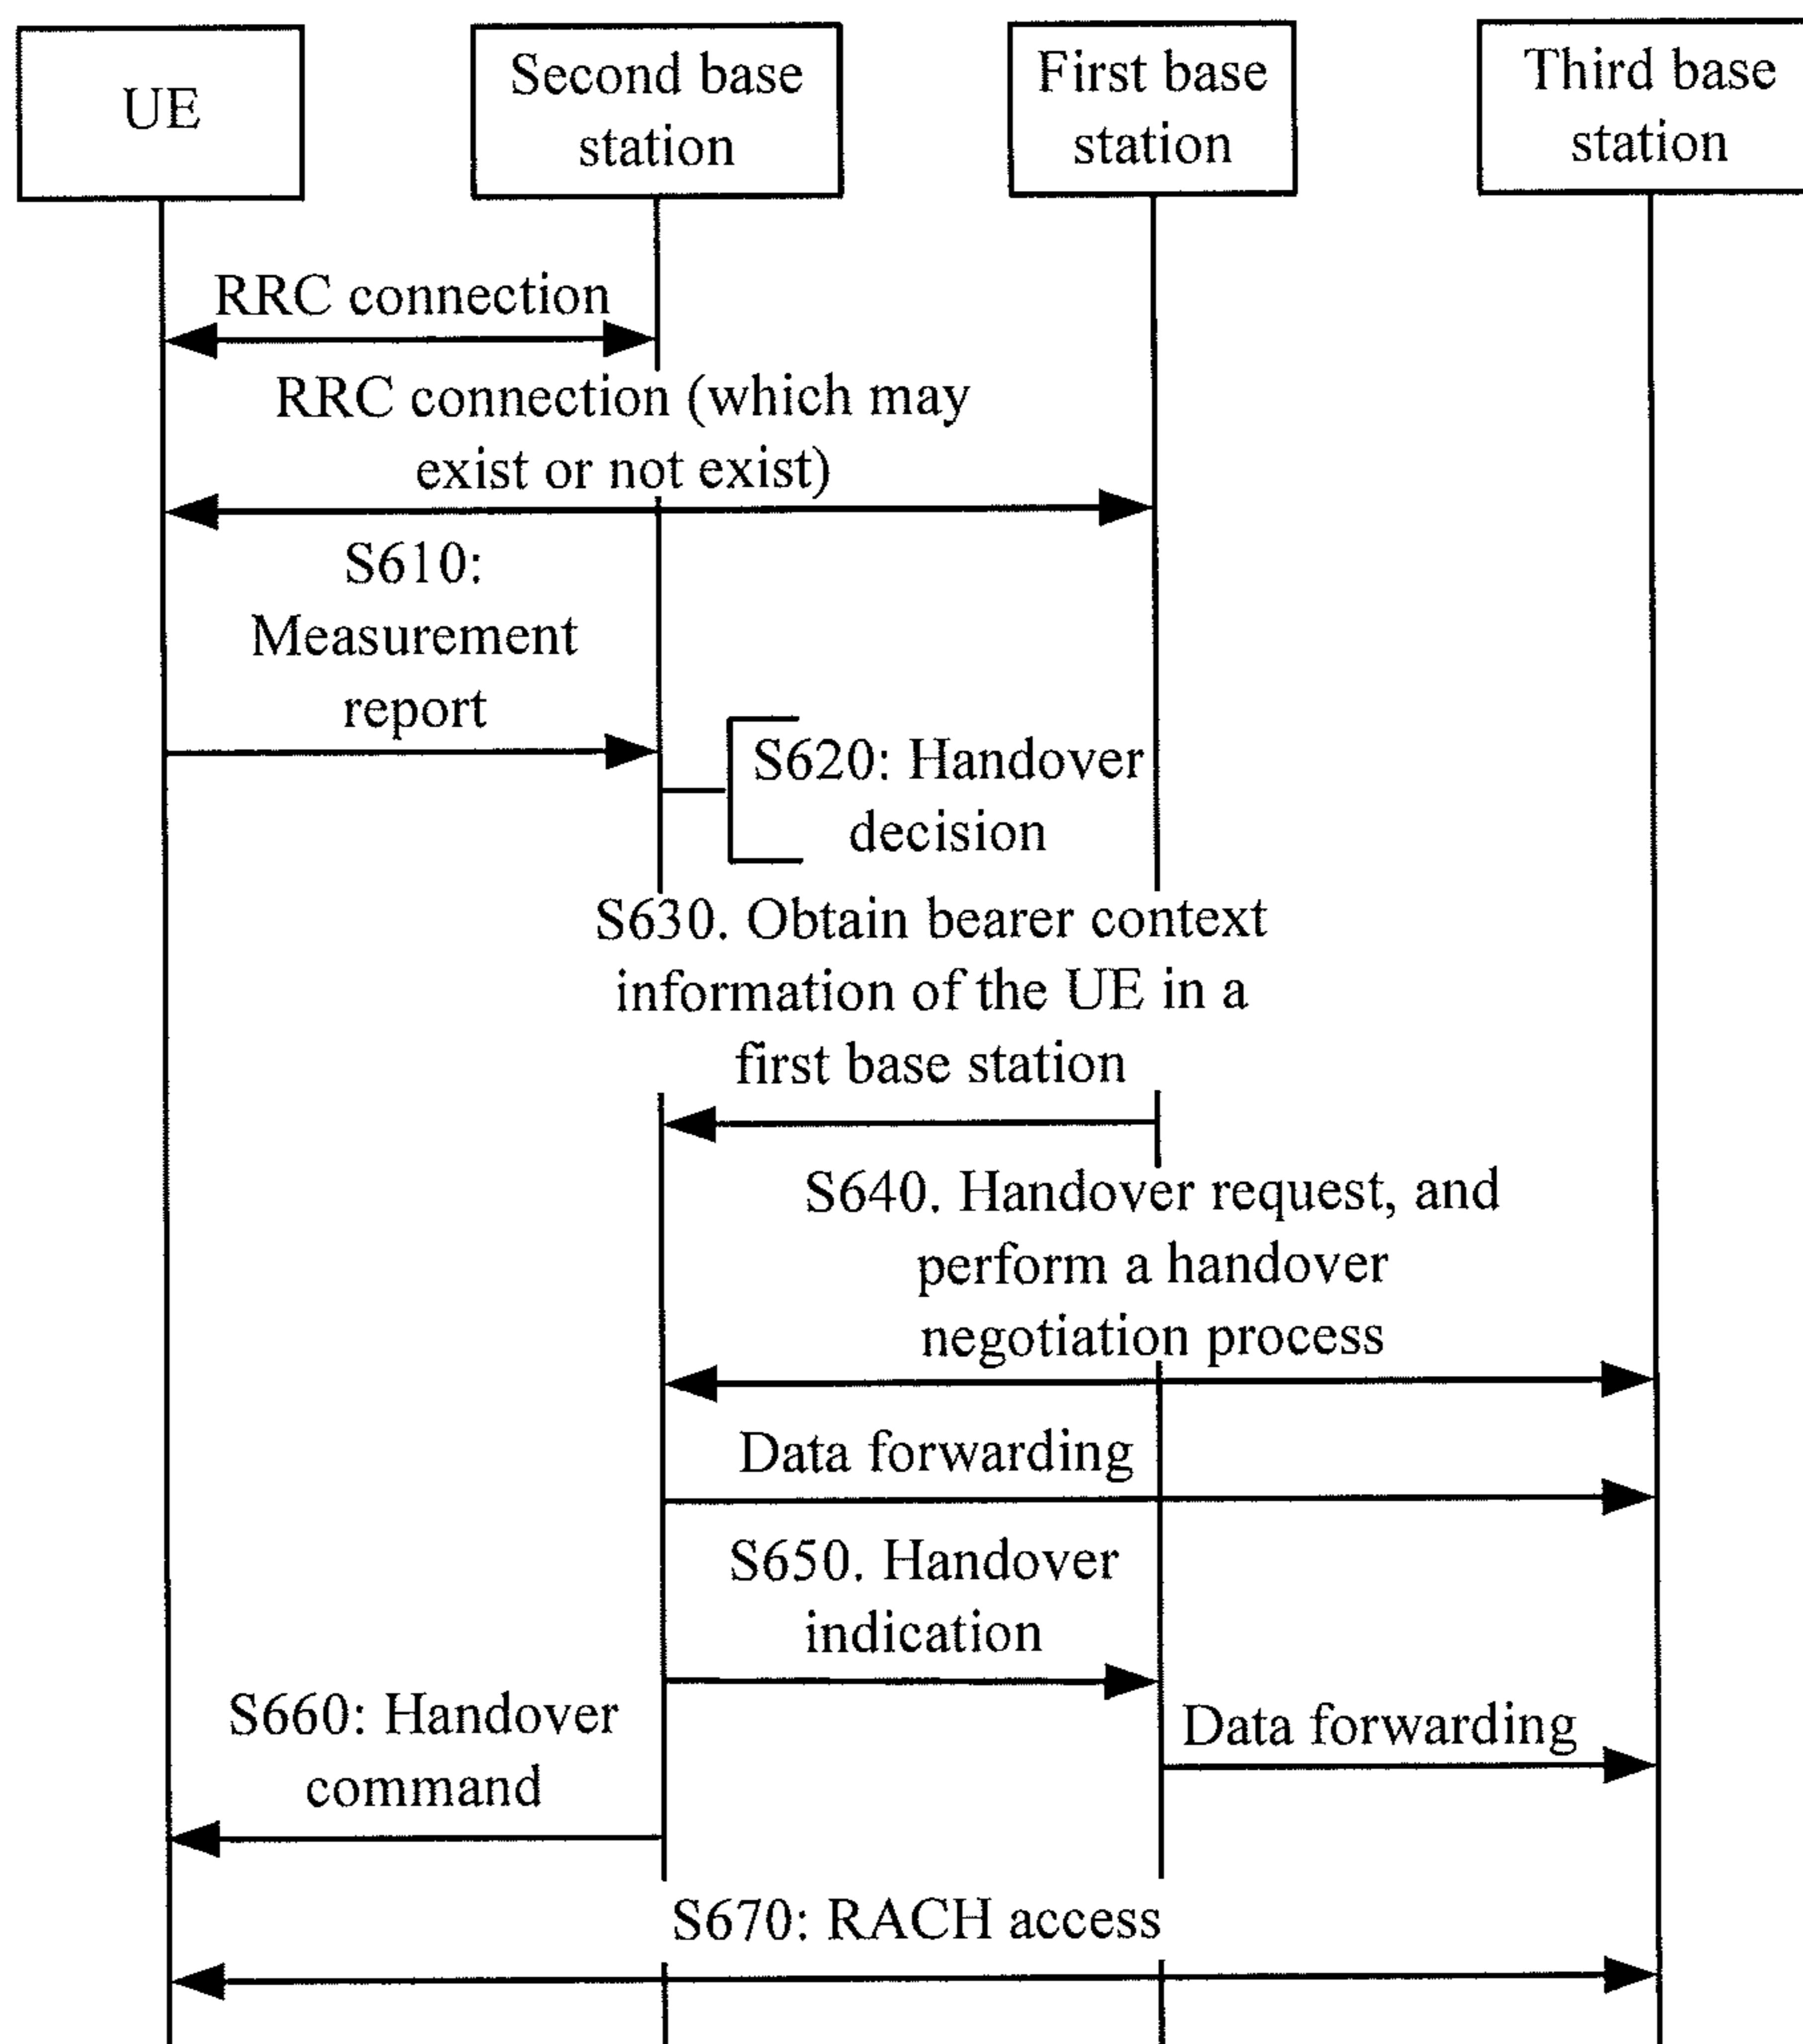 UE
Second base
station
First base
station
Third base
station
RRC connection
RRC connection (which may
exist or not exist)
S610:
Measurement
report
S620: Handover
decision
S630. Obtain bearer context
information of the UE in a
first base station
S640. Handover request, and
perform a handover
negotiation process
Data forwarding
S650. Handover
indication
S660: Handover
command
Data forwarding
S670: RACH access